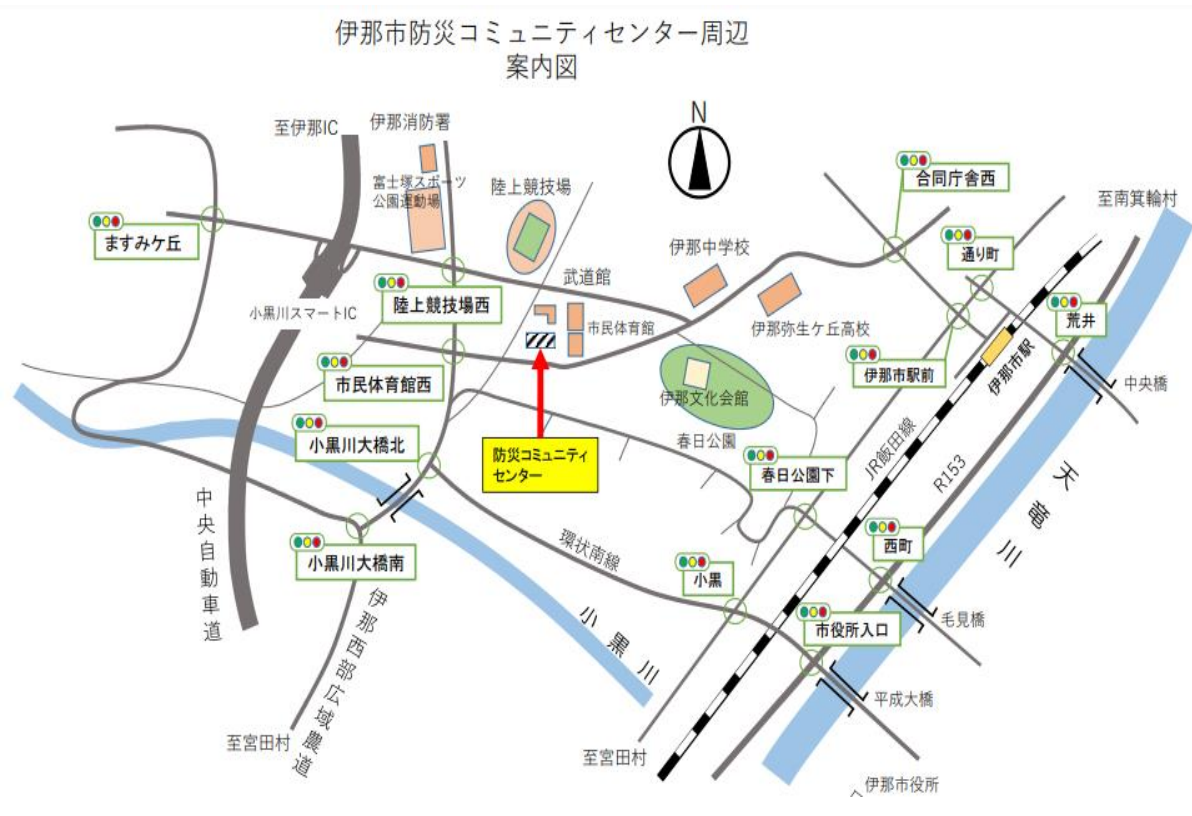 伊那市防災コミュニティセンター周辺
案内図
N
至伊那IC
伊那消防署
富士塚スポーツ
公園運動場
陸上競技場
合同庁舎西
至南箕輪村
ますみケ丘
武道館
伊那中学校
通り町
小黒川スマートIC
陸上競技場西
市民体育館
伊那弥生ケ丘高校
荒井
市民体育館西
伊那市駅前
伊那市駅
中央橋
伊那文化会館
春日公園
小黒川大橋北
防災コミュニティ
センター
春日公園下
JR飯田線
R153
天竜川
中央自動車道
小黒川大橋南
環状南線
小黒
西町
伊那西部広域農道
小黒川
市役所入口
毛見橋
平成大橋
至宮田村
至宮田村
伊那市役所